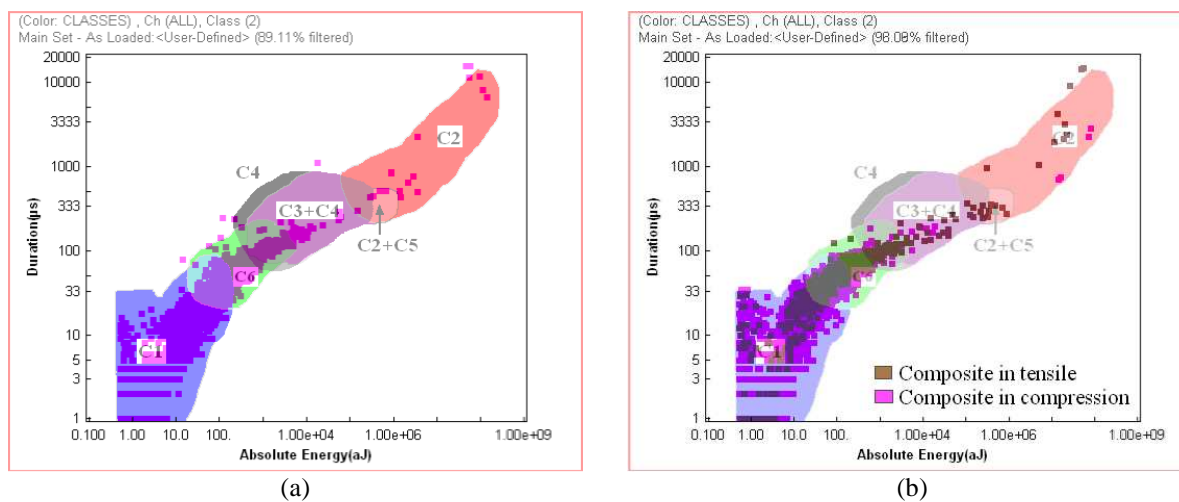 (Color: CLASSES) , Ch (ALL), Class (2)
Main Set - As Loaded:<User-Defined> (89.11% filtered)
20000
10000
3333
1000
333
100
33
10
5
3
1
Duration(µs)
C4
C2
C3+C4
C2+C5
C6
C1
0.100 1.00 10.0 100. 1.00e+04 1.00e+06 1.00e+09
Absolute Energy(aJ)
(a)
(Color: CLASSES) , Ch (ALL), Class (2)
Main Set - As Loaded:<User-Defined> (98.08% filtered)
20000
10000
3333
1000
333
100
33
10
5
3
1
Duration(µs)
C4
C2
C3+C4
C2+C5
C6
C1
Composite in tensile
Composite in compression
0.100 1.00 10.0 100. 1.00e+04 1.00e+06 1.00e+09
Absolute Energy(aJ)
(b)